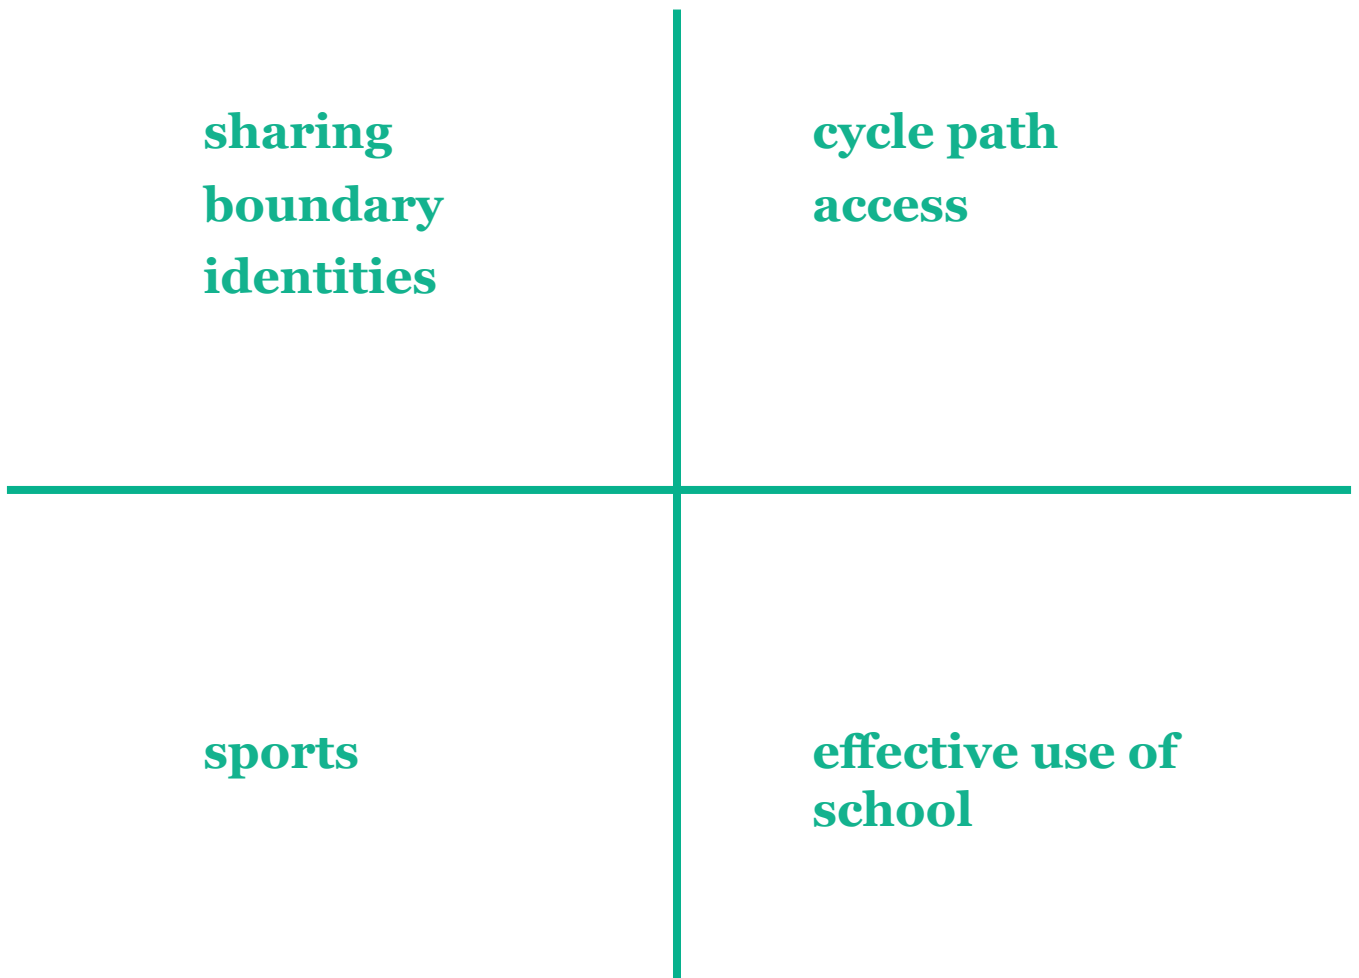 sharing
boundary
identities
cycle path
access
sports
effective use of
school